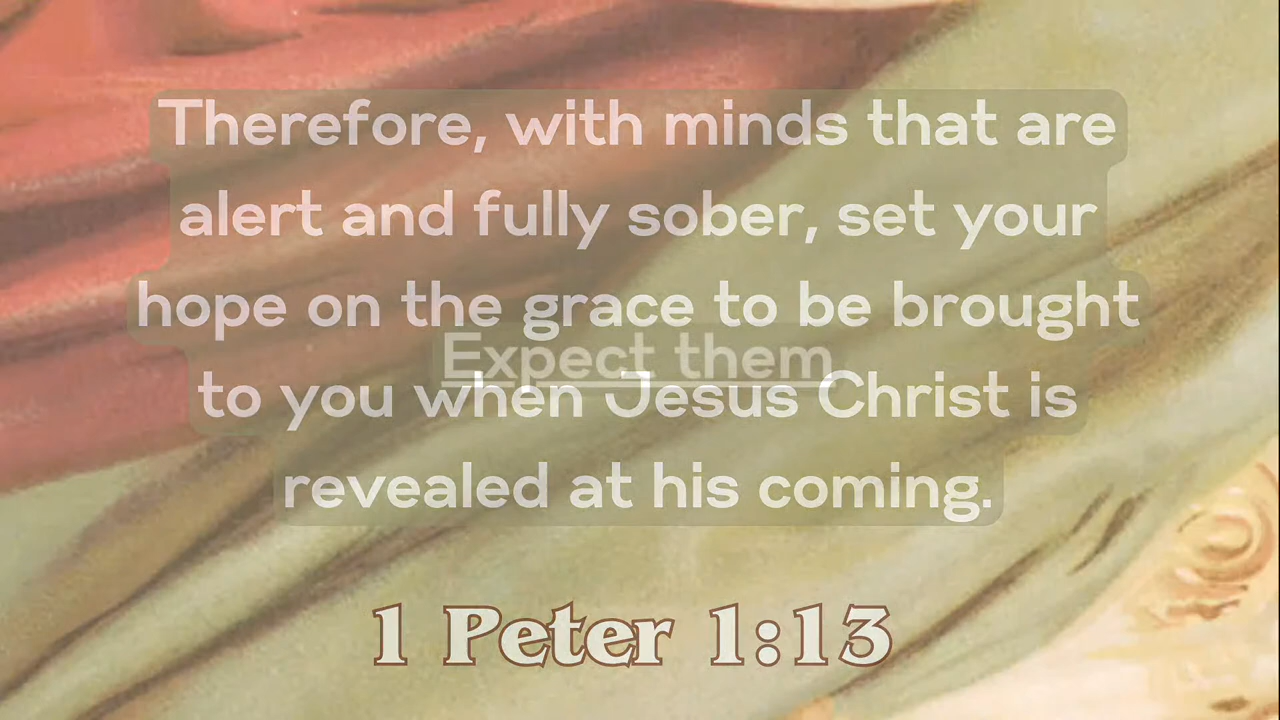 Therefore, with minds that are
alert and fully sober, set your
hope on the grace to be brought
Expect them
to you when Jesus Christ is
revealed at his coming.
1 Peter 1:13